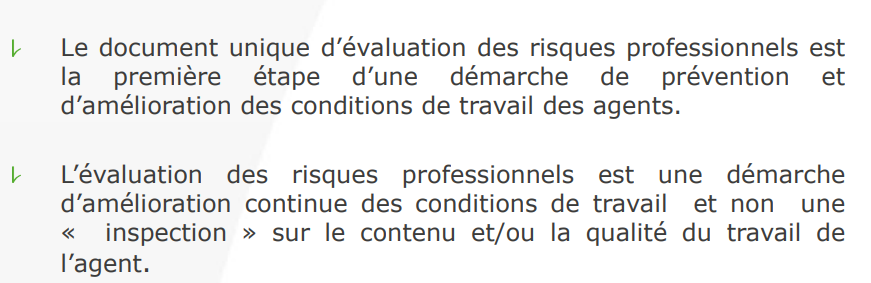 Le document unique d’évaluation des risques professionnels est
la première étape d’une démarche de prévention et
d’amélioration des conditions de travail des agents.
L’évaluation des risques professionnels est une démarche
d’amélioration continue des conditions de travail et non une
« inspection » sur le contenu et/ou la qualité du travail de
l’agent.